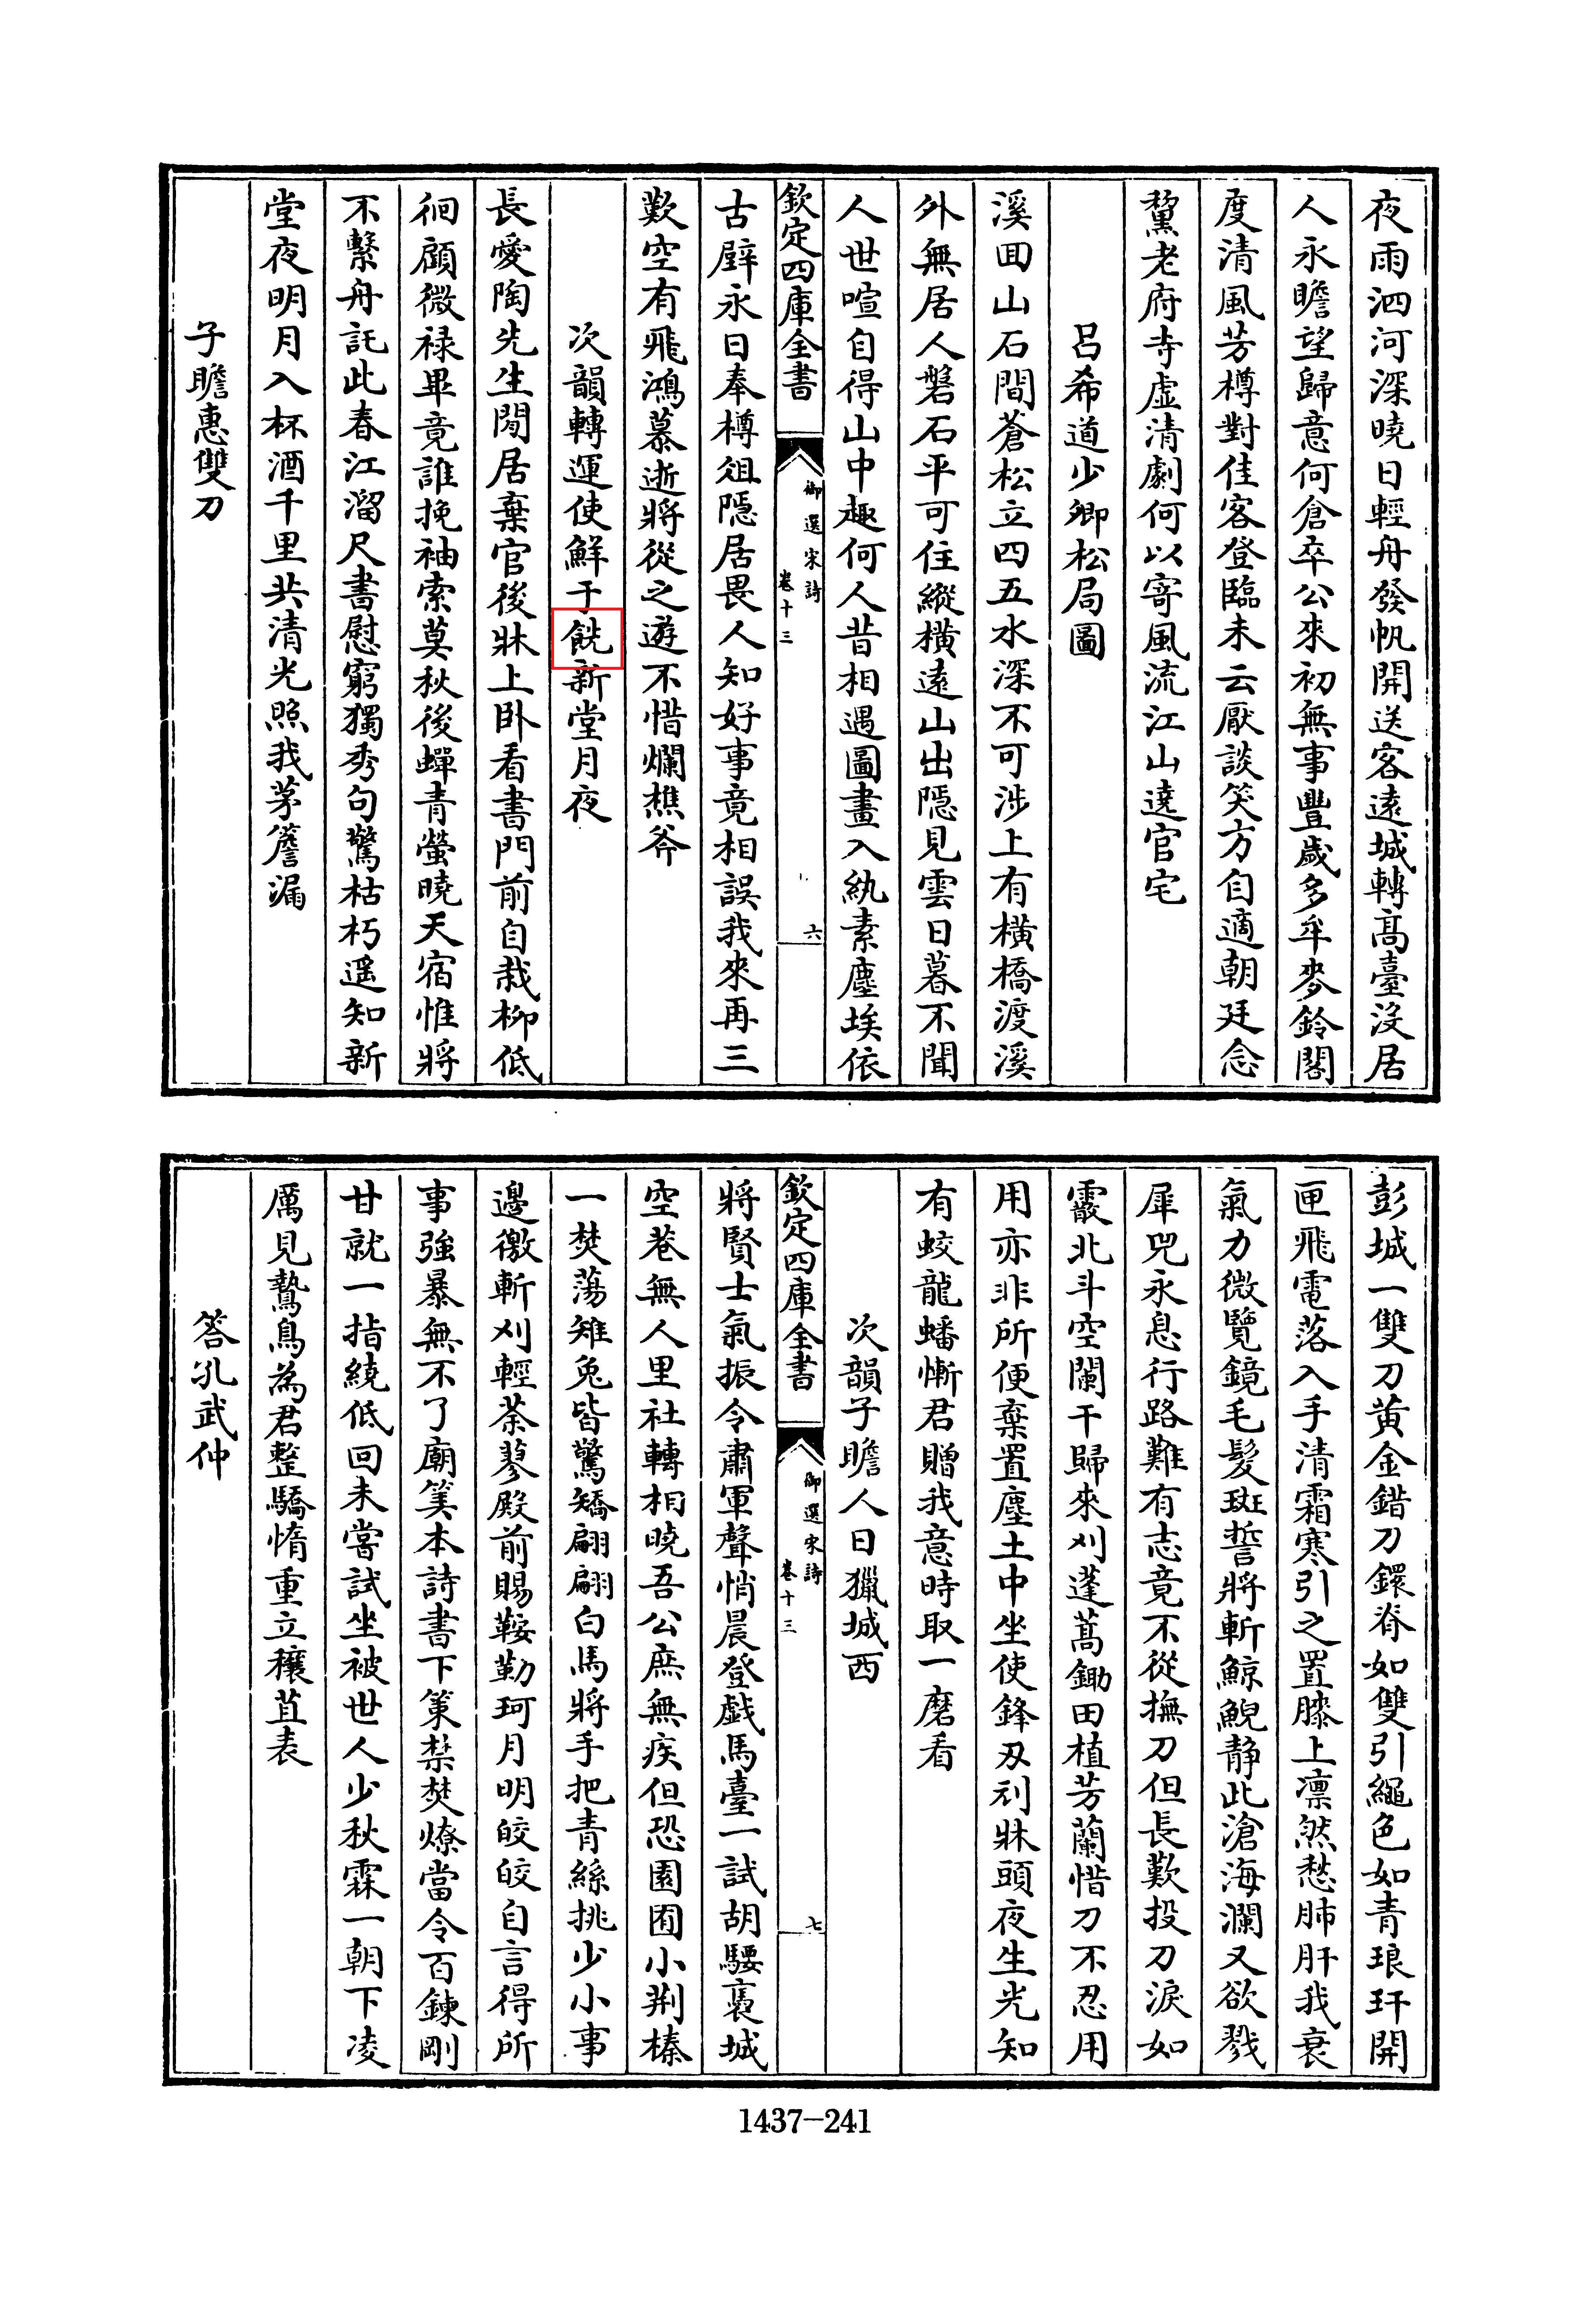 夜雨泗河深曉日輕舟發帆開送客遠城轉高臺没居
人永瞻望歸意何倉卒公來初無事豐歲多牟麥鈴閣
度清風芳樽對佳客登臨未云厭談笑方自適朝廷念
黧老府寺虛清劇何以寄風流江山遶官宅
呂希道少卿松局圖
溪回山石間蒼松立四五水深不可涉上有橫橋渡溪
外無居人磐石平可住縱橫遠山出隱見雲日暮不聞
人世喧自得山中趣何人昔相遇圖畫入紈素塵埃依
欽定四庫全書
御選宋詩
卷十三
六
古壁永日奉樽俎隱居畏人知好事竟相誤我來再三
歎空有飛鴻慕逝將從之遊不惜爛樵斧
次韻轉運使鮮于侁新堂月夜
長愛陶先生閒居棄官後牀上卧看書門前自栽柳低
徊顧微禄畢竟誰挽袖索莫秋後蟬青熒曉天宿惟將
不繫舟託此春江溜尺書慰窮獨秀句驚枯朽遥知新
堂夜明月入杯酒千里共清光照我茅簷漏
子瞻惠雙刀
彭城一雙刀黄金錯刀鐶脊如雙引繩色如青琅玕開
匣飛電落入手清霜寒引之置膝上凛然愁肺肝我衰
氣力微覽鏡毛髮斑誓將斬鯨鯢静此滄海瀾又欲戮
犀兕永息行路難有志竟不從撫刀但長歎投刀淚如
霰北斗空闌干歸來刈蓬蒿鋤田植芳蘭惜刀不忍用
用亦非所便棄置塵土中坐使鋒刄刓牀頭夜生光知
有蛟龍蟠慚君贈我意時取一磨看
次韻子瞻人日獵城西
欽定四庫全書
御選宋詩
卷十三
七
將賢士氣振令肅軍聲悄晨登戲馬臺一試胡騕褭城
空巷無人里社轉相曉吾公庶無疾但恐園囿小荆榛
一焚蕩雉兔皆驚矯翩翩白馬將手把青絲挑少小事
邊徼斬刈輕荼蓼殿前賜鞍勒珂月明皎皎自言得所
事強暴無不了廟筭本詩書下策禁焚燎當令百鍊剛
甘就一指繞低回未嘗試坐被世人少秋霖一朝下凌
厲見鷙鳥為君整驕惰重立穰苴表
答孔武仲
1437-241